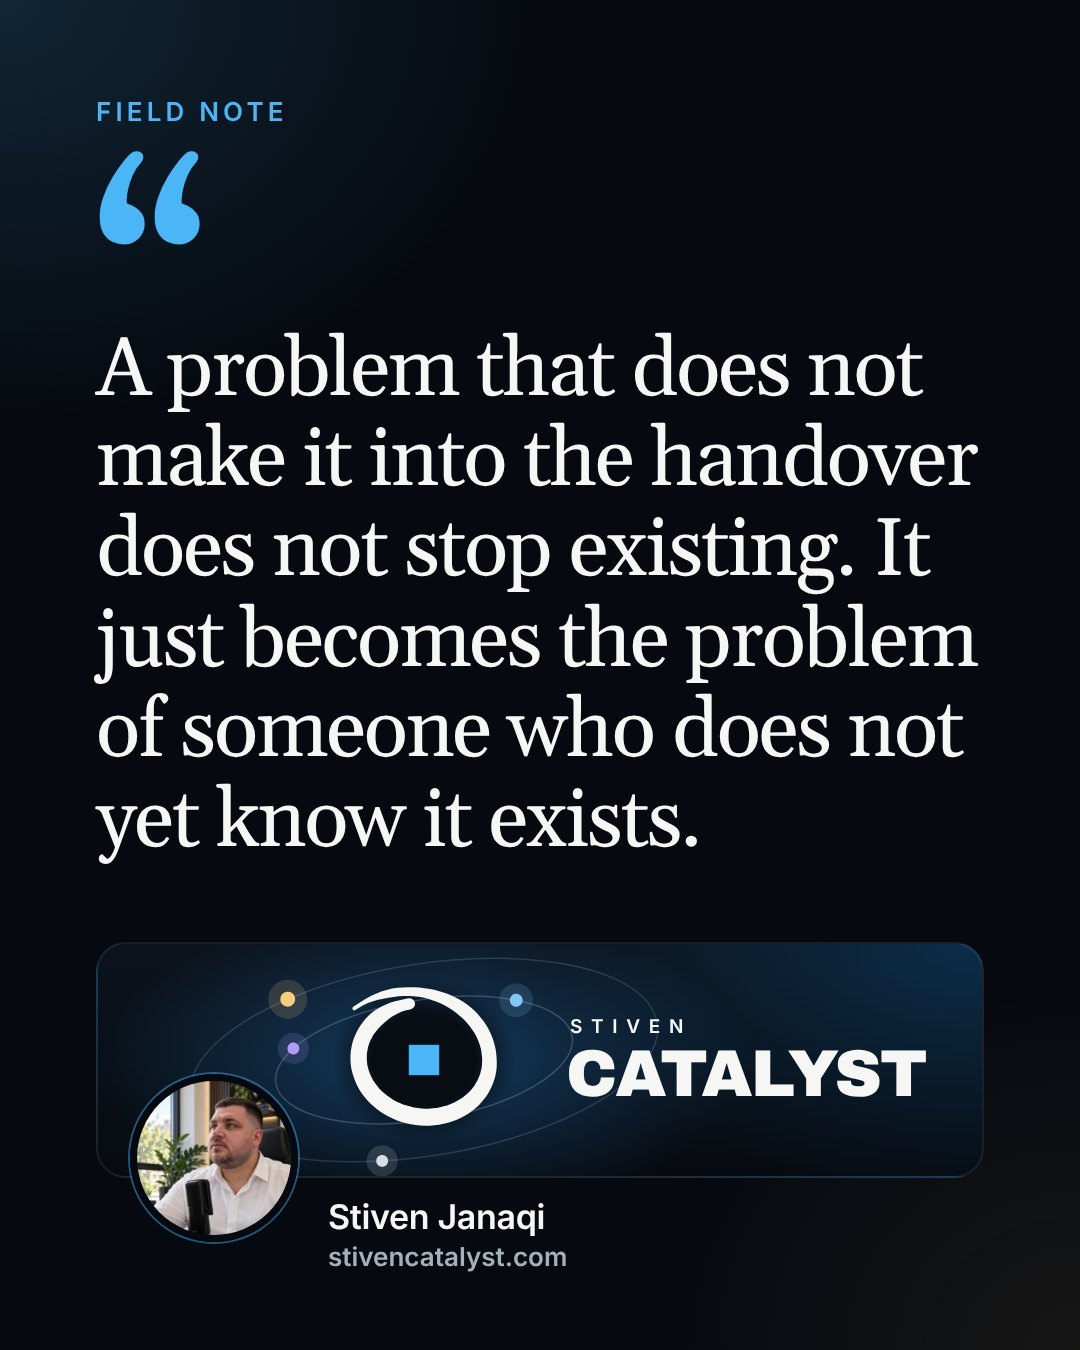 FIELD NOTE
“
A problem that does not
make it into the handover
does not stop existing. It
just becomes the problem
of someone who does not
yet know it exists.
STIVEN
CATALYST
Stiven Janaqi
stivencatalyst.com